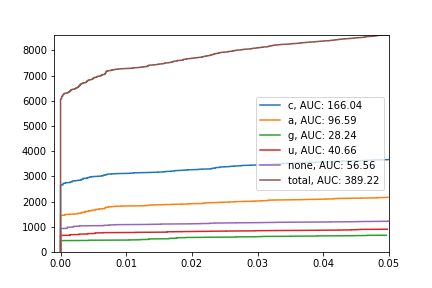 8000
7000
6000
5000
4000
3000
2000
1000
0
c, AUC: 166.04
a, AUC: 96.59
g, AUC: 28.24
u, AUC: 40.66
none, AUC: 56.56
total, AUC: 389.22
0.00 0.01 0.02 0.03 0.04 0.05